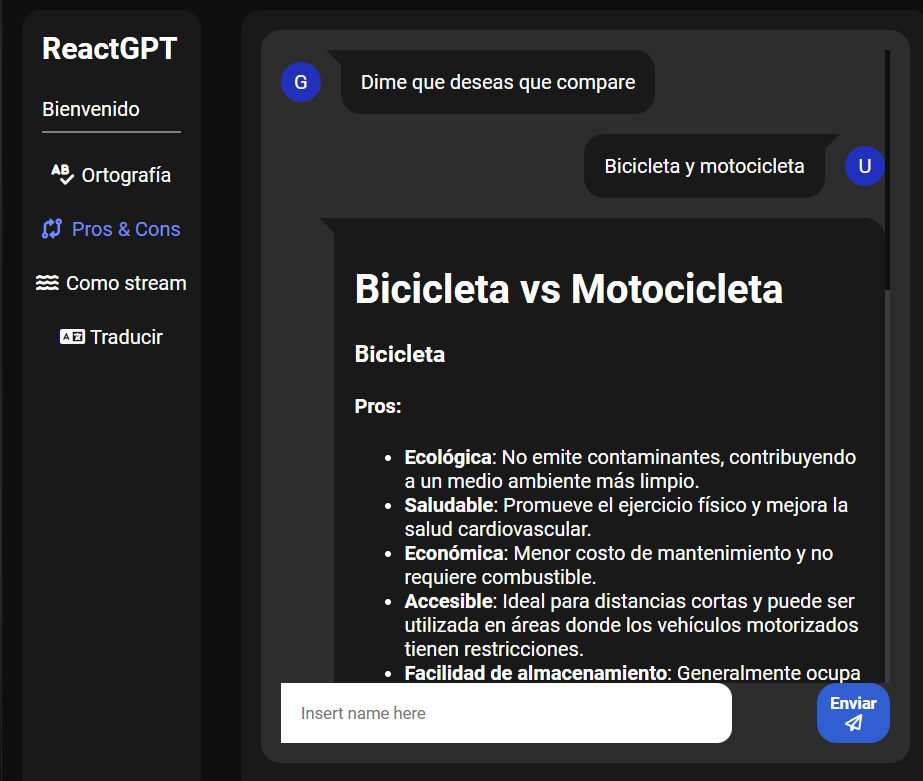 ReactGPT
Bienvenido
Ortografía
Pros & Cons
Como stream
Traducir
G
Dime que deseas que compare
Bicicleta y motocicleta
U
Bicicleta vs Motocicleta
Bicicleta
Pros:
Ecológica: No emite contaminantes, contribuyendo
a un medio ambiente más limpio.
Saludable: Promueve el ejercicio físico y mejora la
salud cardiovascular.
Económica: Menor costo de mantenimiento y no
requiere combustible.
Accesible: Ideal para distancias cortas y puede ser
utilizada en áreas donde los vehículos motorizados
tienen restricciones.
Facilidad de almacenamiento: Generalmente ocupa
Insert name here
Enviar